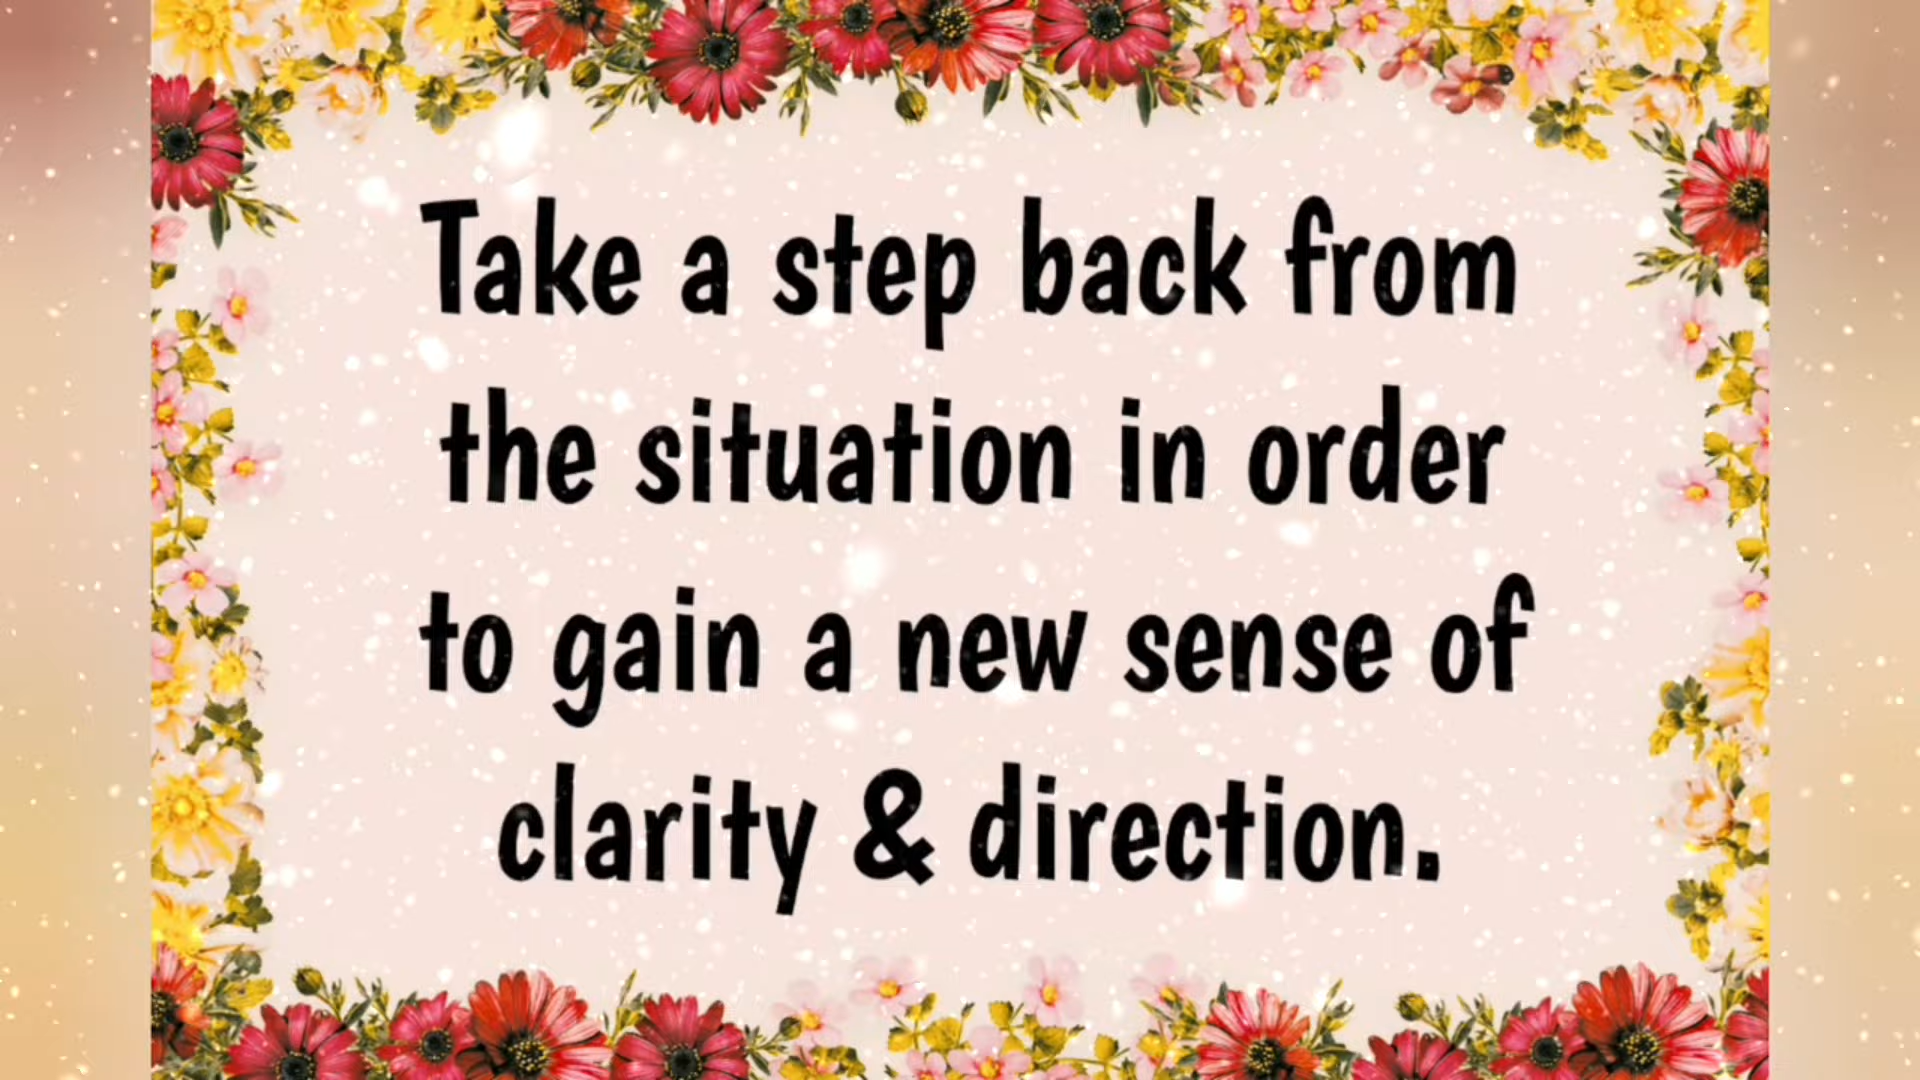 Take a step back from
the situation in order
to gain a new sense of
clarity & direction.